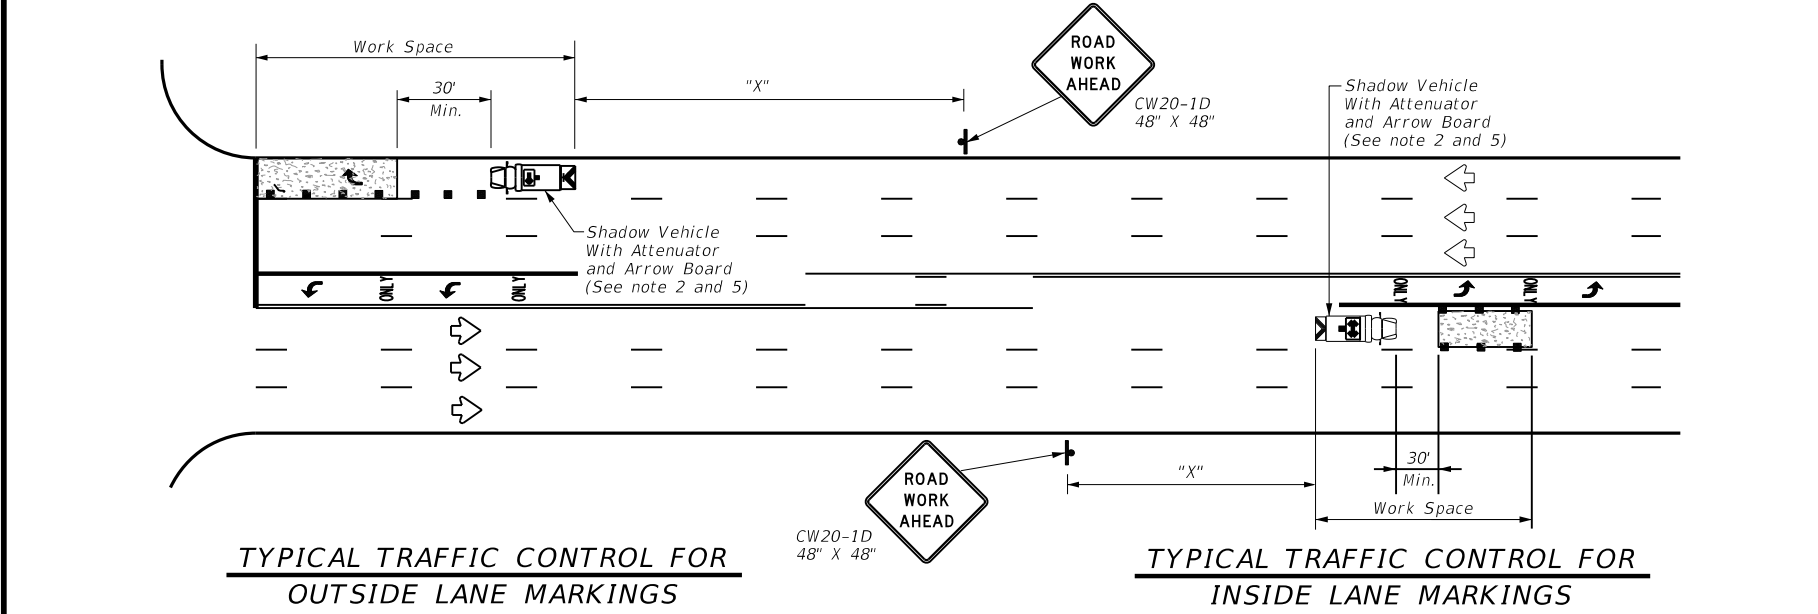 Work Space
30'
Min.
"X"
ROAD
WORK
AHEAD
CW20-1D
48" X 48"
Shadow Vehicle
With Attenuator
and Arrow Board
(See note 2 and 5)
Shadow Vehicle
With Attenuator
and Arrow Board
(See note 2 and 5)
ONLY
ONLY
ONLY
ONLY
ROAD
WORK
AHEAD
CW20-1D
48" X 48"
"X"
30'
Min.
Work Space
TYPICAL TRAFFIC CONTROL FOR
OUTSIDE LANE MARKINGS
TYPICAL TRAFFIC CONTROL FOR
INSIDE LANE MARKINGS